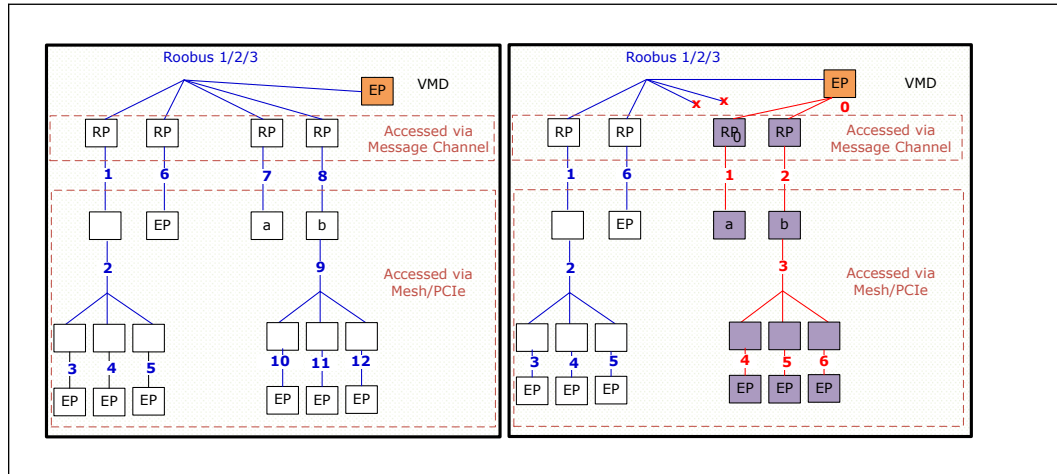 Roobus 1/2/3
EP
VMD
RP
RP
RP
RP
Accessed via
Message Channel
1
6
7
8
EP
a
b
2
9
Accessed via
Mesh/PCIe
3
4
5
10
11
12
EP
EP
EP
EP
EP
EP
Roobus 1/2/3
EP
VMD
x
x
0
RP
RP
RP
0
RP
Accessed via
Message Channel
1
6
1
2
EP
a
b
2
3
Accessed via
Mesh/PCIe
3
4
5
4
5
6
EP
EP
EP
EP
EP
EP